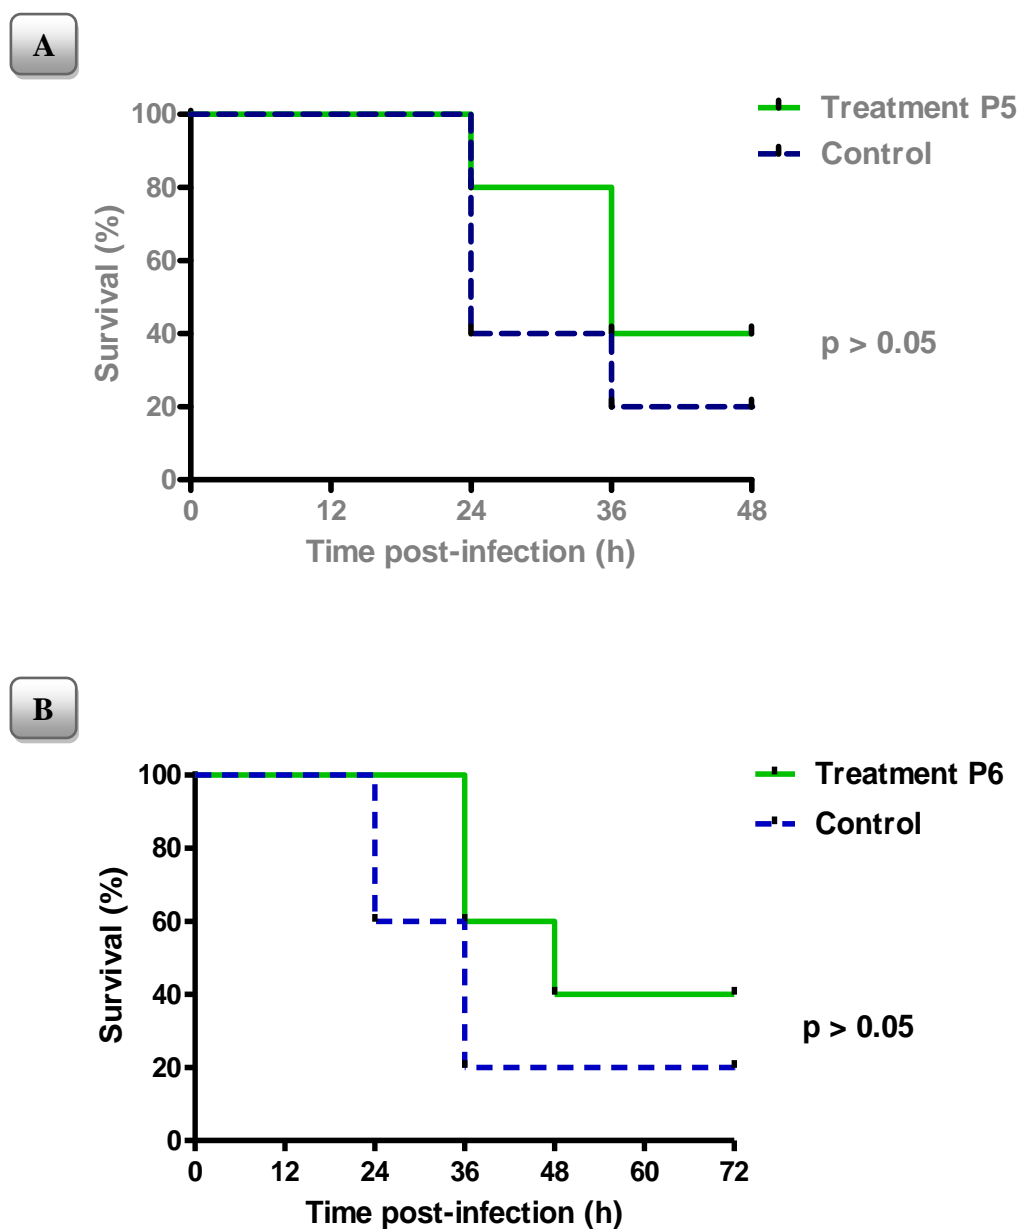 A
Treatment P5
Control
100
80
60
40
20
0
Survival (%)
p > 0.05
0 12 24 36 48
Time post-infection (h)
B
Treatment P6
Control
100
80
60
40
20
0
Survival (%)
p > 0.05
0 12 24 36 48 60 72
Time post-infection (h)